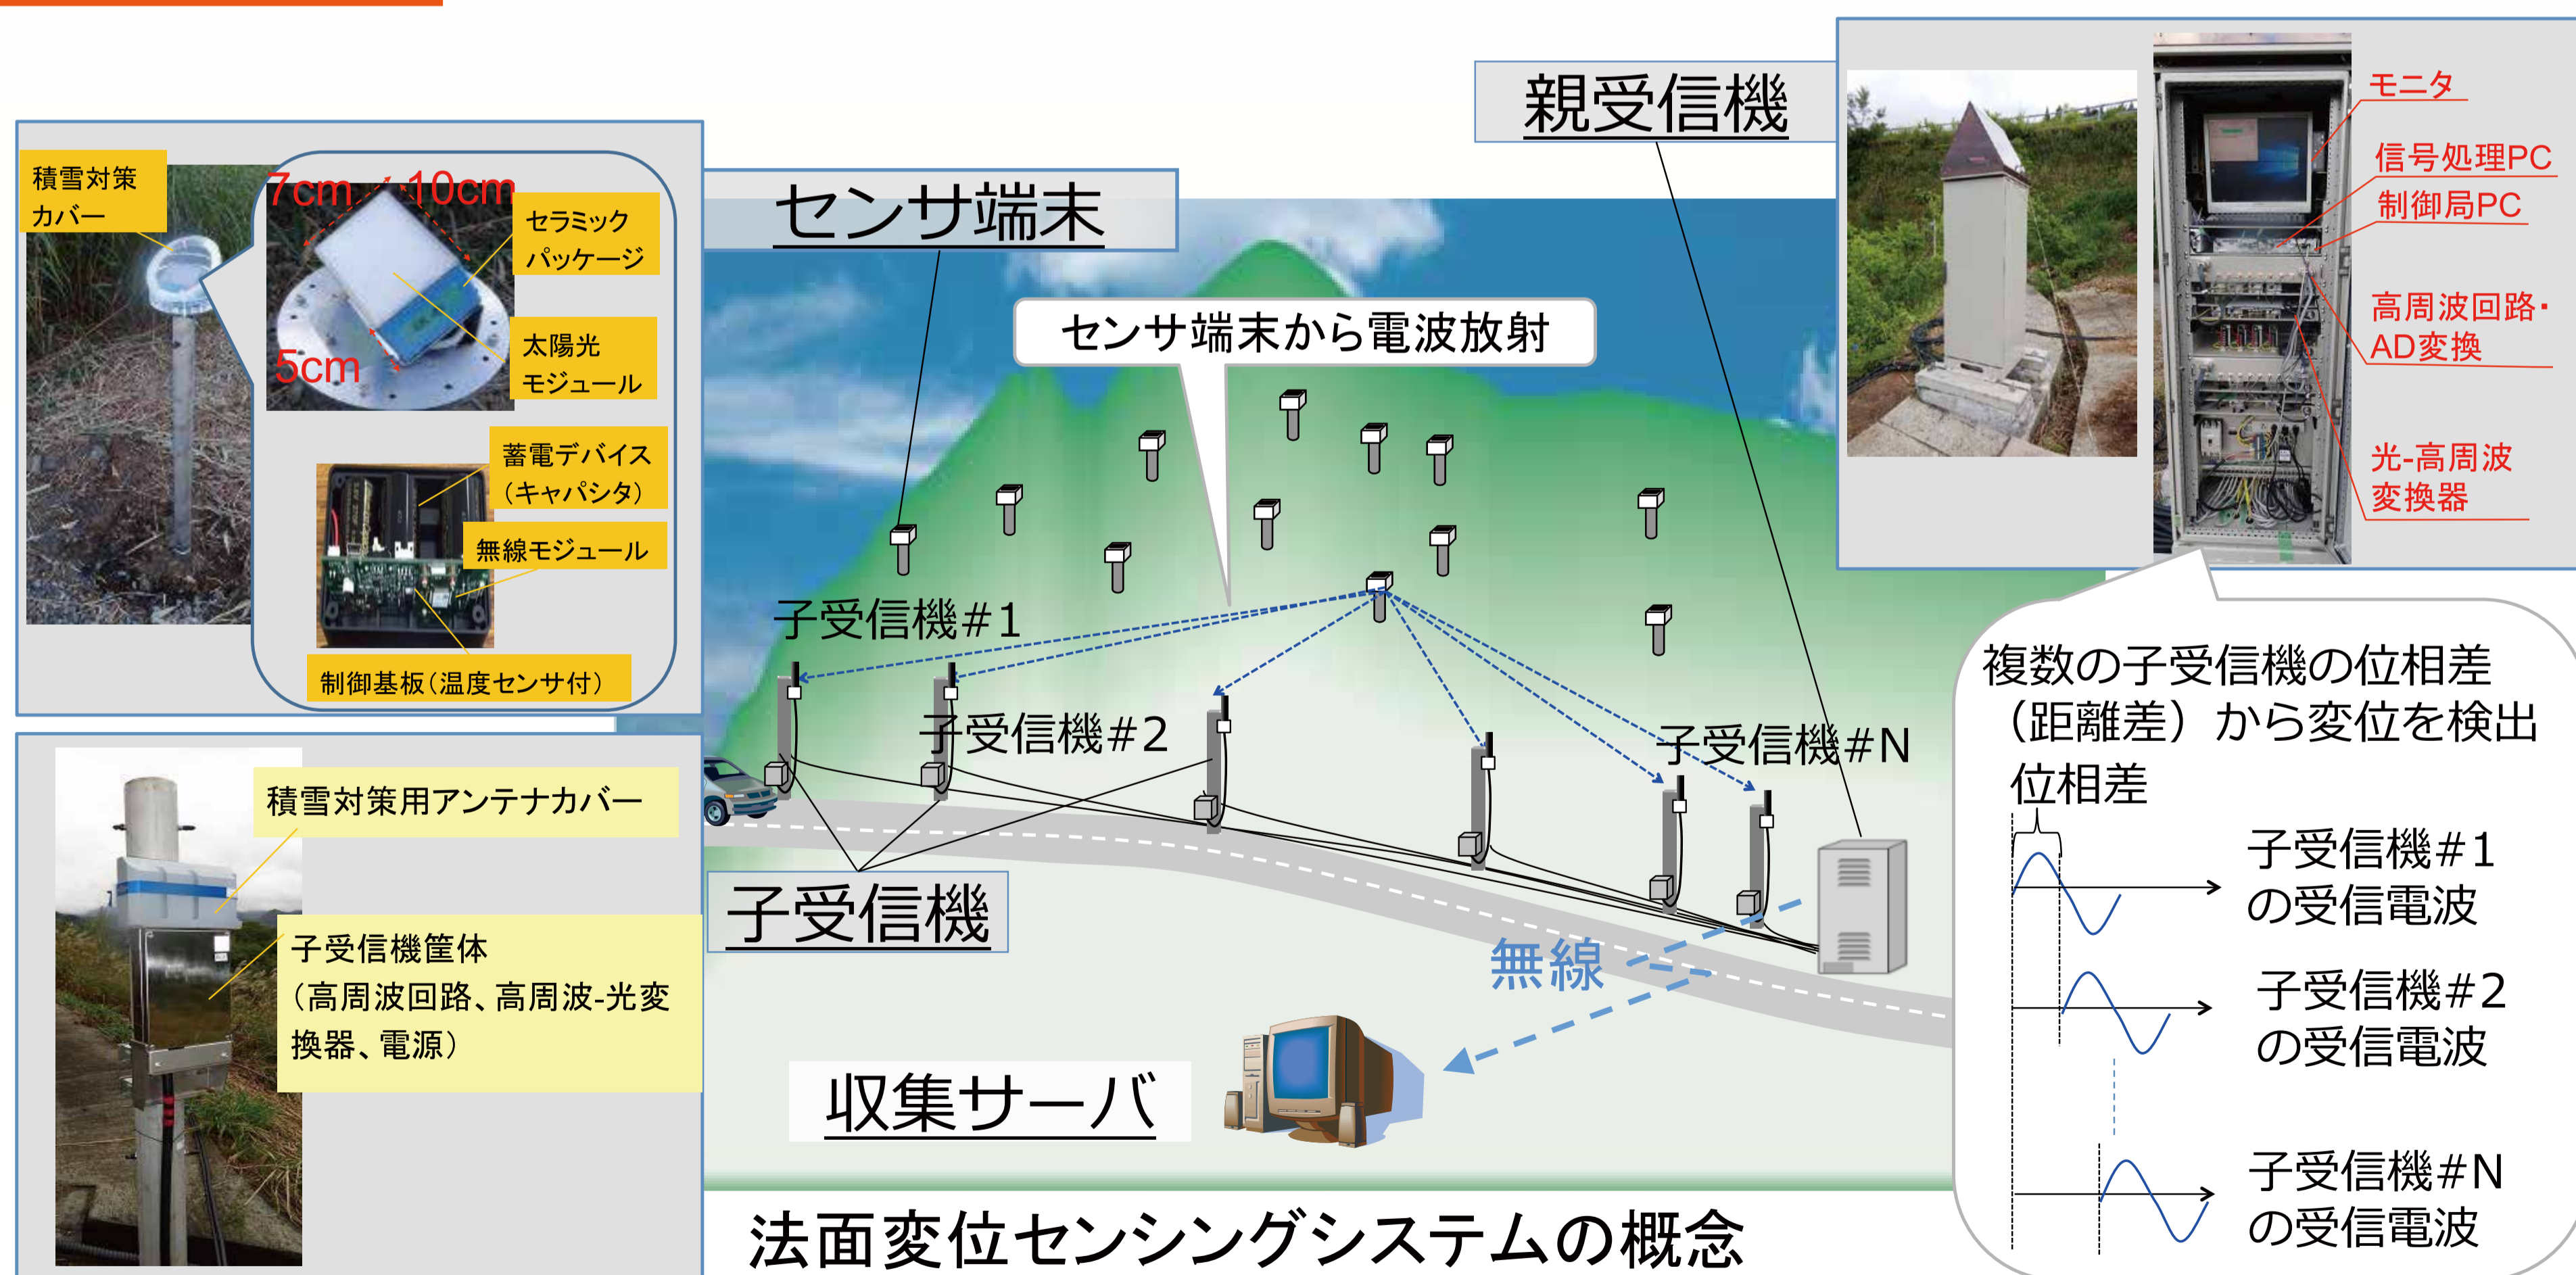 積雪対策
カバー
7cm
10cm
セラミック
パッケージ
5cm
太陽光
モジュール
蓄電デバイス
（キャパシタ）
無線モジュール
制御基板（温度センサ付）
積雪対策用アンテナカバー
子受信機筐体
（高周波回路、高周波-光変
換器、電源）
センサ端末
親受信機
センサ端末から電波放射
子受信機#1
子受信機#2
子受信機#N
子受信機
無線
収集サーバ
法面変位センシングシステムの概念
モニタ
信号処理PC
制御局PC
高周波回路・
AD変換
光-高周波
変換器
複数の子受信機の位相差
（距離差）から変位を検出
位相差
子受信機#1
の受信電波
子受信機#2
の受信電波
子受信機#N
の受信電波